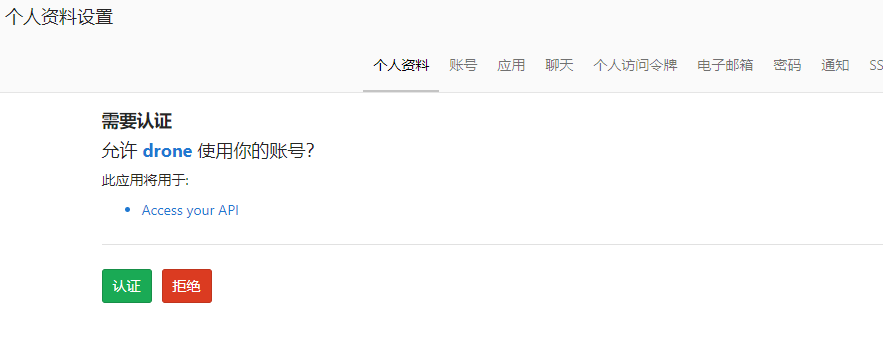 个人资料设置
个人资料 账号 应用 聊天 个人访问令牌 电子邮箱 密码 通知 SS
需要认证
允许 drone 使用你的账号？
此应用将用于:
Access your API
认证 拒绝